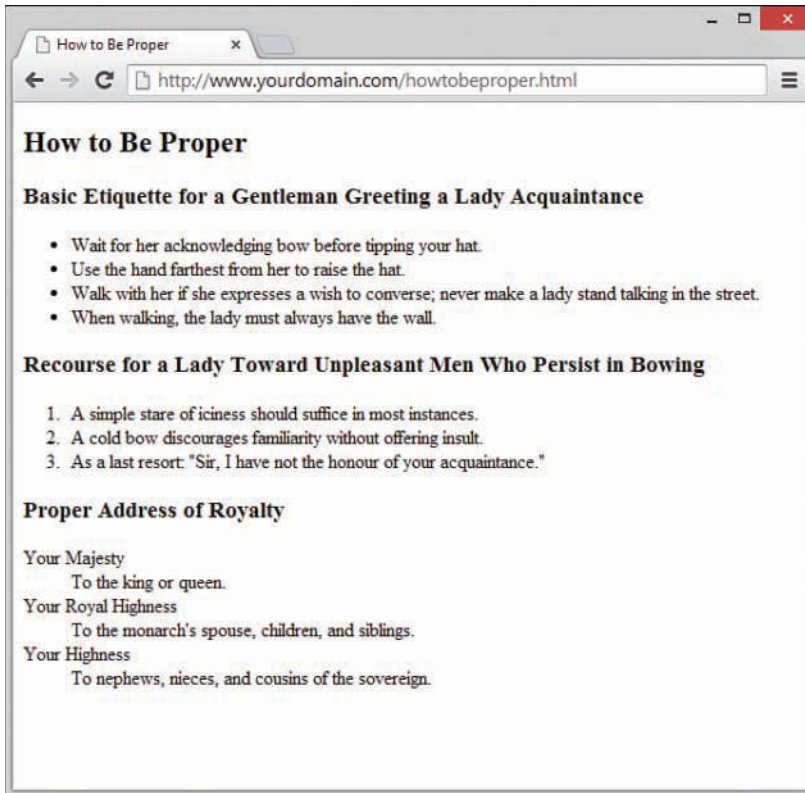 How to Be Proper
http://www.yourdomain.com/howtobeproper.html
How to Be Proper
Basic Etiquette for a Gentleman Greeting a Lady Acquaintance
• Wait for her acknowledging bow before tipping your hat.
• Use the hand farthest from her to raise the hat.
• Walk with her if she expresses a wish to converse; never make a lady stand talking in the street.
• When walking, the lady must always have the wall.
Recourse for a Lady Toward Unpleasant Men Who Persist in Bowing
1. A simple stare of iciness should suffice in most instances.
2. A cold bow discourages familiarity without offering insult.
3. As a last resort: "Sir, I have not the honour of your acquaintance."
Proper Address of Royalty
Your Majesty
To the king or queen.
Your Royal Highness
To the monarch's spouse, children, and siblings.
Your Highness
To nephews, nieces, and cousins of the sovereign.